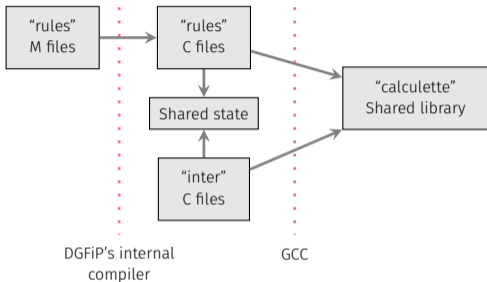 “rules”
M files
“rules”
C files
“calculette”
Shared library
Shared state
“inter”
C files
DGFiP’s internal
compiler
GCC